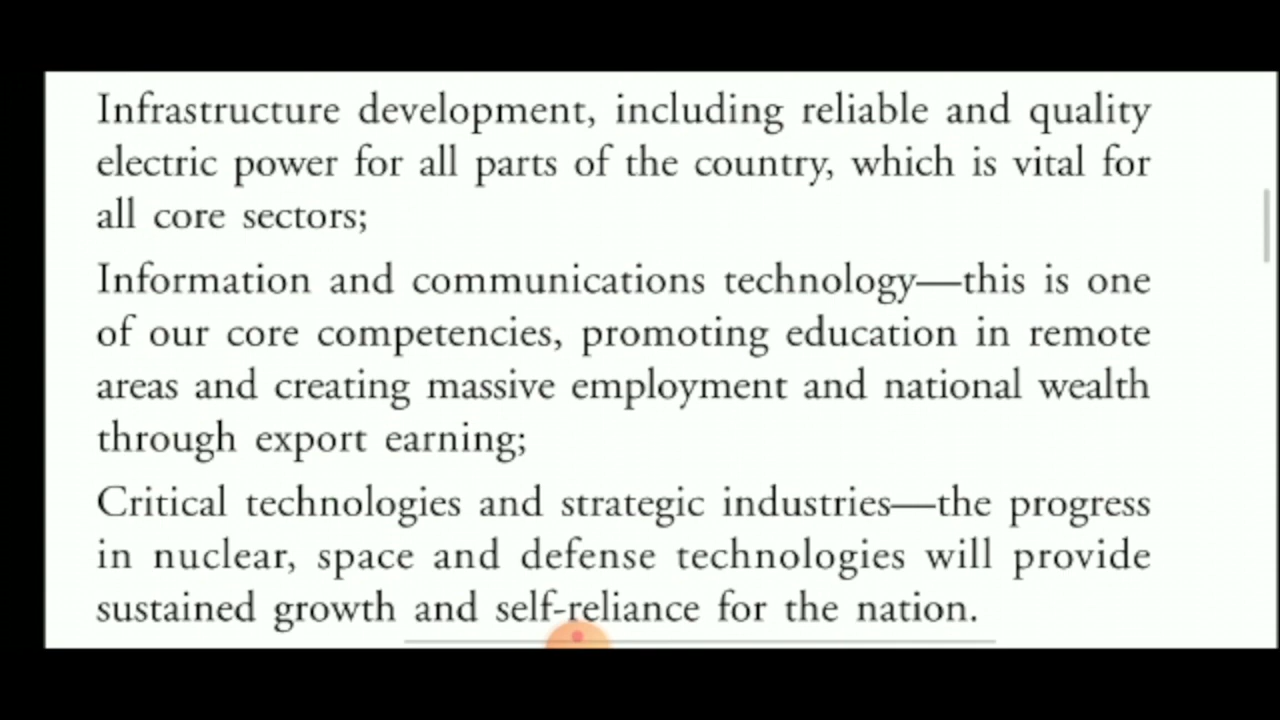 Infrastructure development, including reliable and quality
electric power for all parts of the country, which is vital for
all core sectors;
Information and communications technology—this is one
of our core competencies, promoting education in remote
areas and creating massive employment and national wealth
through export earning;
Critical technologies and strategic industries—the progress
in nuclear, space and defense technologies will provide
sustained growth and self-reliance for the nation.